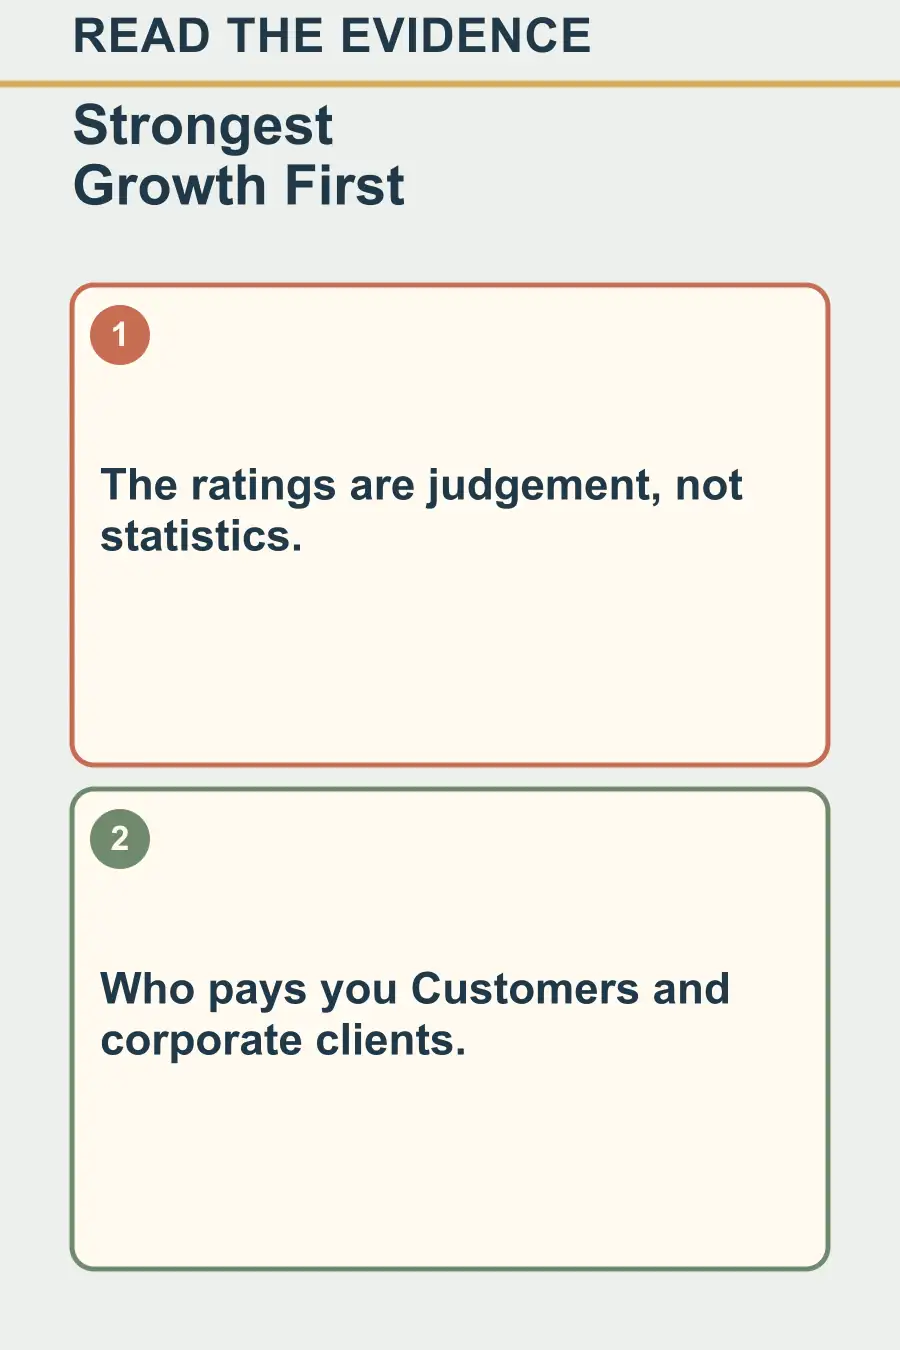 READ THE EVIDENCE
Strongest
Growth First
1
The ratings are judgement, not
statistics.
2
Who pays you Customers and
corporate clients.